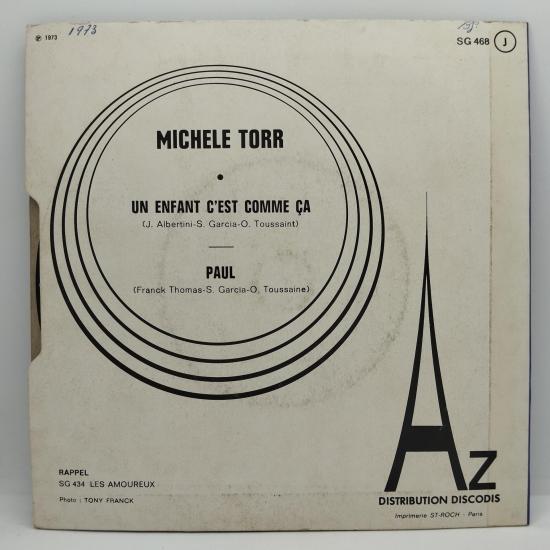 ℗ 1973
1973
SG 468 J
MICHELE TORR
UN ENFANT C'EST COMME ÇA
(J. Albertini-S. Garcia-O. Toussaint)
PAUL
(Franck Thomas-S. Garcia-O. Toussaine)
RAPPEL
SG 434 LES AMOUREUX
Photo : TONY FRANCK
AZ
DISTRIBUTION DISCODIS
Imprimerie ST-ROCH - Paris